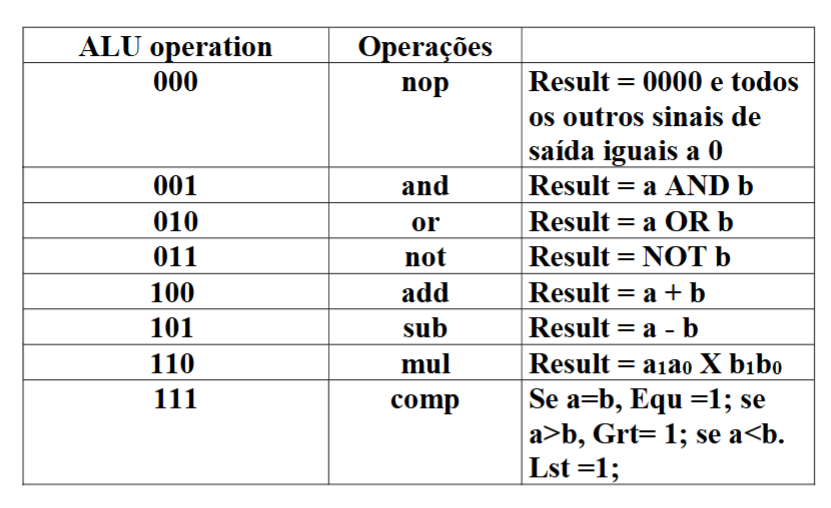 ALU operation Operações
000 nop Result = 0000 e todos
os outros sinais de
saída iguais a 0
001 and Result = a AND b
010 or Result = a OR b
011 not Result = NOT b
100 add Result = a + b
101 sub Result = a - b
110 mul Result = a₁a₀ X b₁b₀
111 comp Se a=b, Equ =1; se
a>b, Grt= 1; se a<b.
Lst =1;